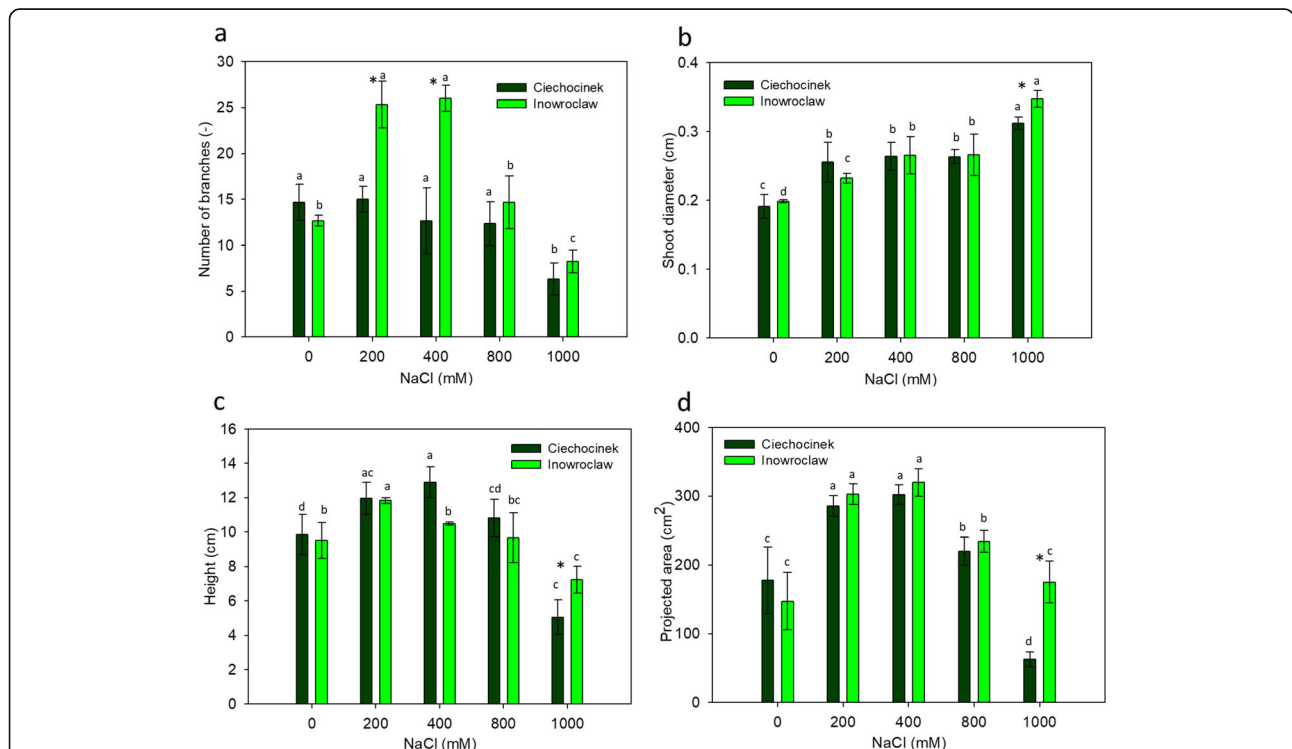 a
30
25
20
15
10
5
0
Number of branches (-)
Ciechocinek
Inowroclaw
* a
* a
a b
a
a
a b
b c
0 200 400 800 1000
NaCl (mM)
b
0.4
0.3
0.2
0.1
0.0
Shoot diameter (cm)
Ciechocinek
Inowroclaw
c d
b c
b b
b b
* a a
0 200 400 800 1000
NaCl (mM)
c
16
14
12
10
8
6
4
2
0
Height (cm)
Ciechocinek
Inowroclaw
d b
ac a
a b
cd bc
* c c
0 200 400 800 1000
NaCl (mM)
d
400
300
200
100
0
Projected area (cm2)
Ciechocinek
Inowroclaw
c c
a a
a a
b b
d * c
0 200 400 800 1000
NaCl (mM)